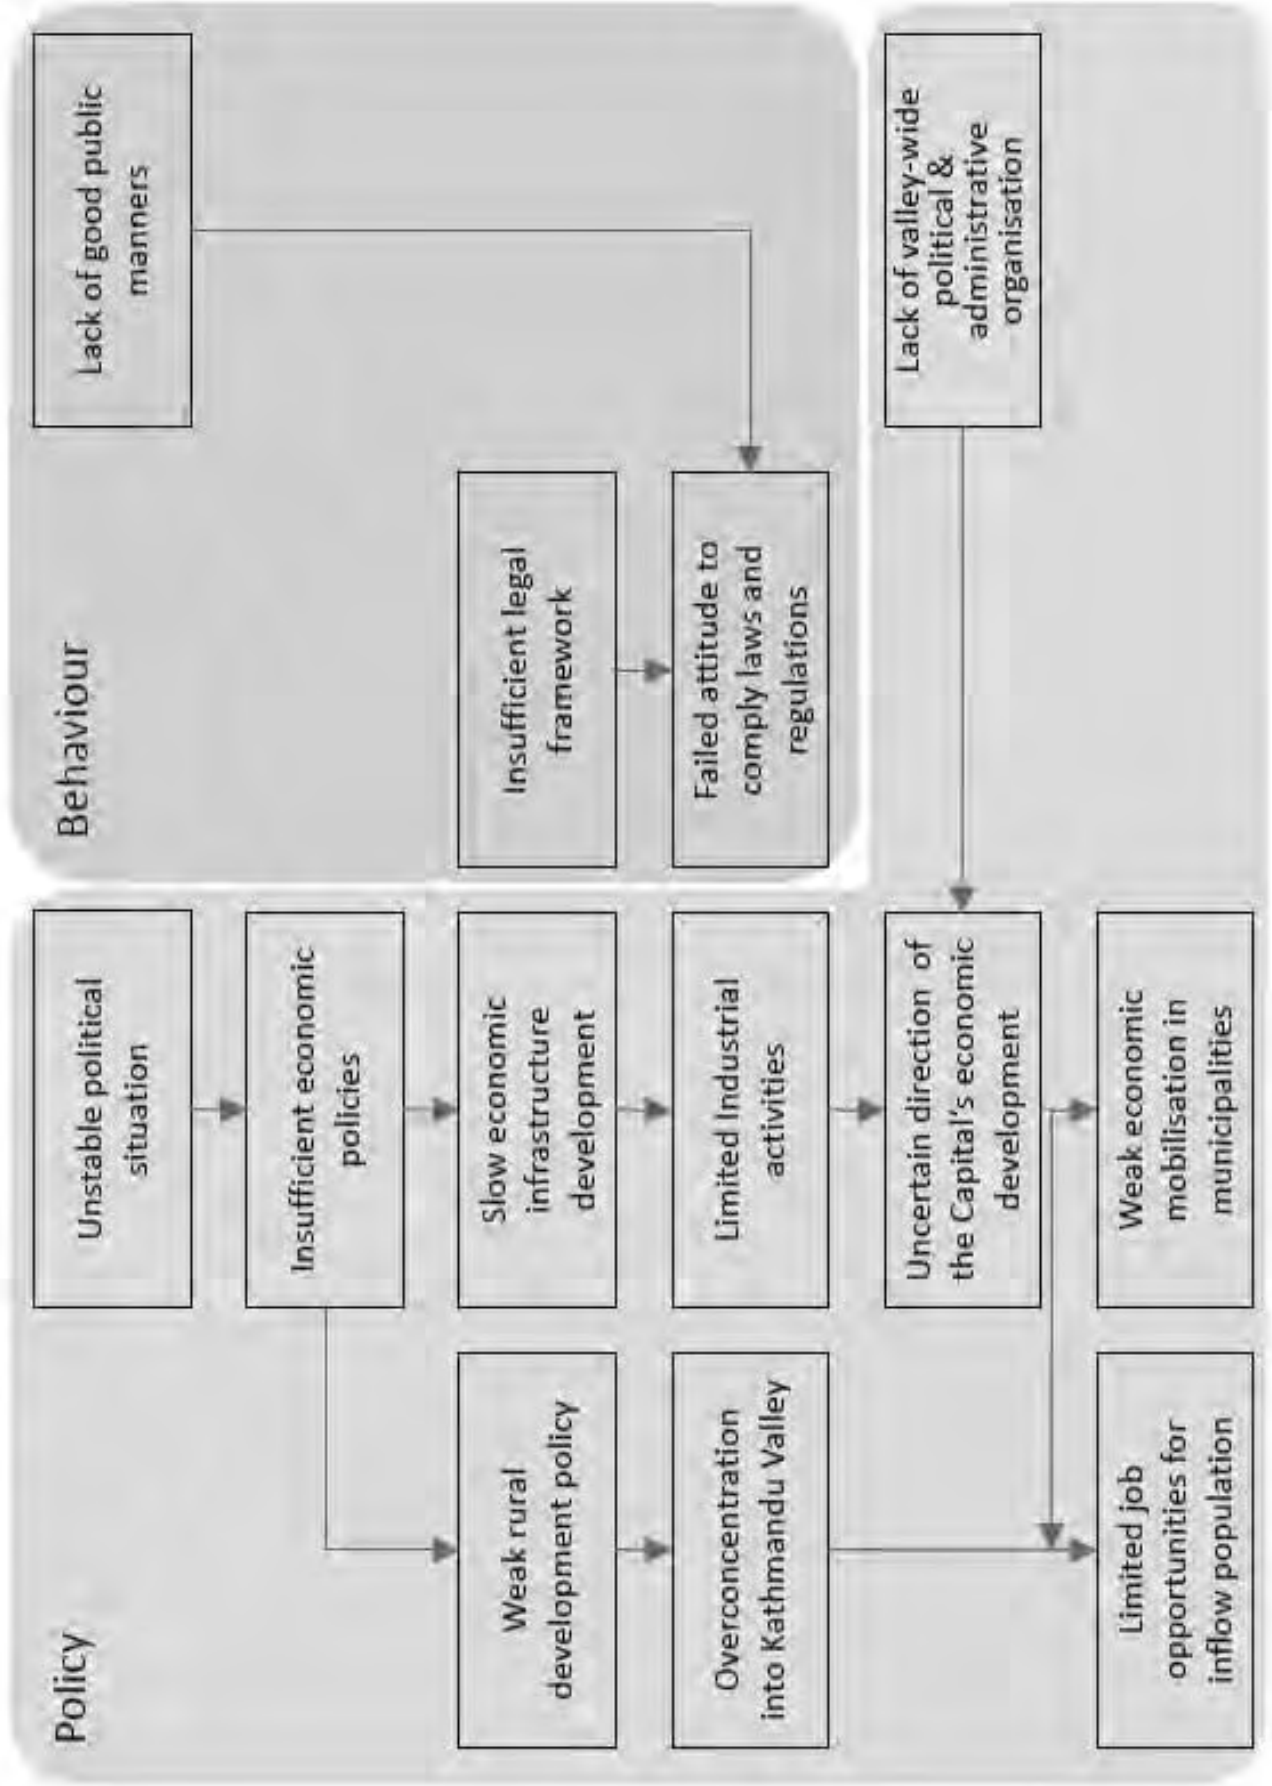 Policy
Unstable political
situation
Behaviour
Lack of good public
manners
Insufficient economic
policies
Weak rural
development policy
Slow economic
infrastructure
development
Insufficient legal
framework
Overconcentration
into Kathmandu Valley
Limited Industrial
activities
Failed attitude to
comply laws and
regulations
Uncertain direction of
the Capital's economic
development
Lack of valley-wide
political &
administrative
organisation
Limited job
opportunities for
inflow population
Weak economic
mobilisation in
municipalities